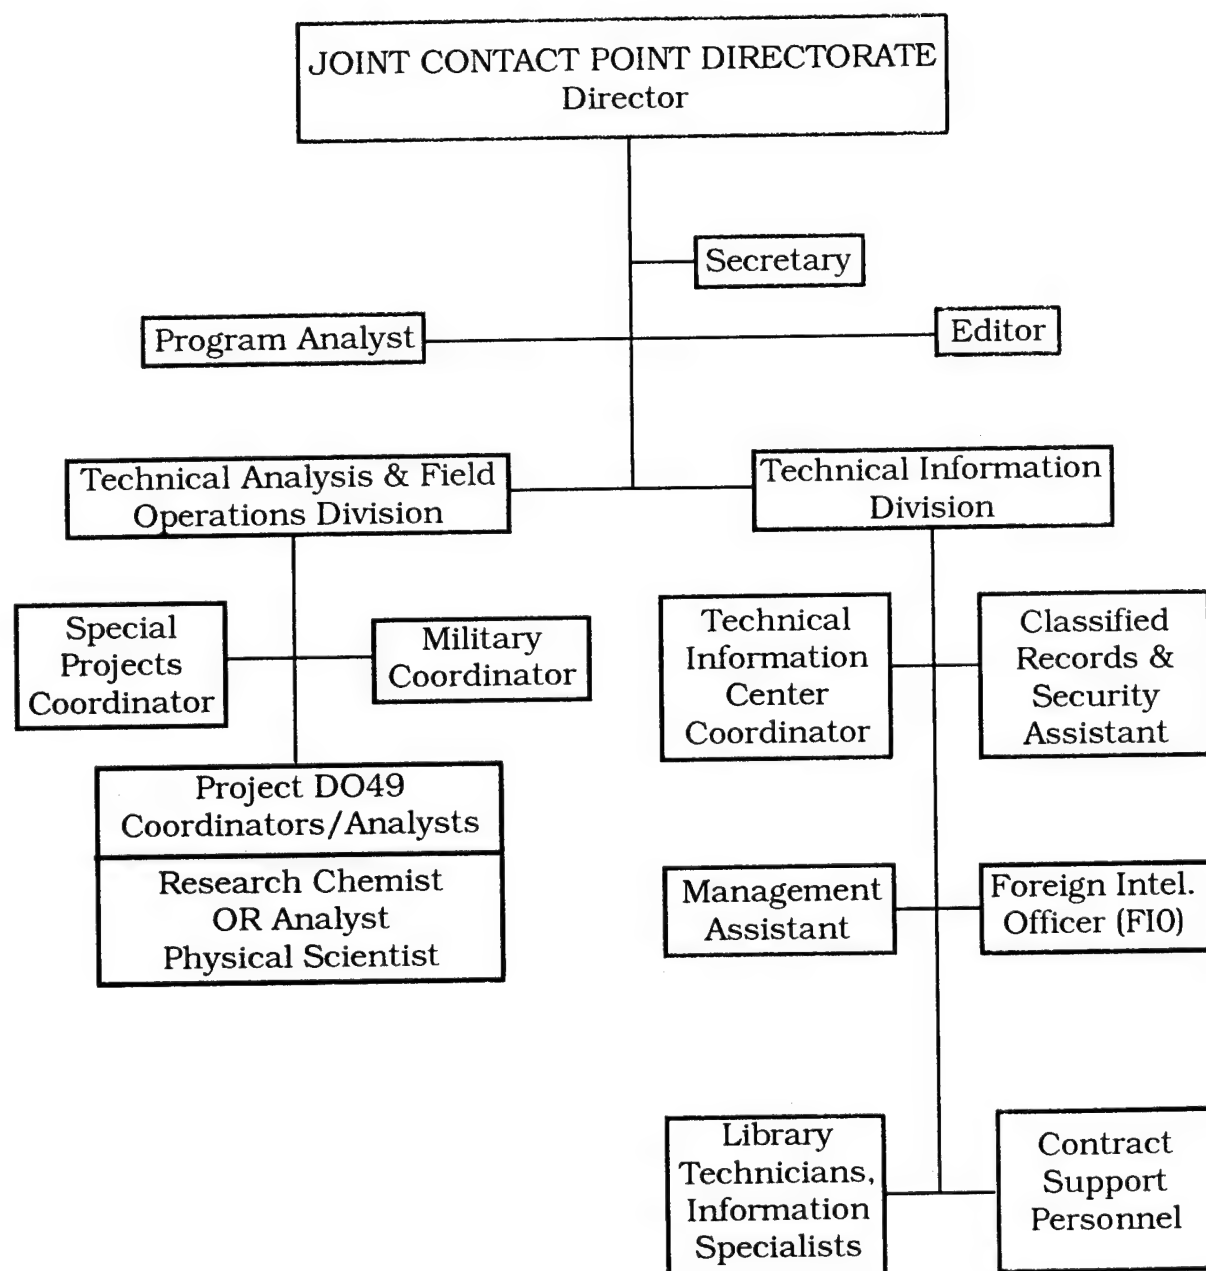 JOINT CONTACT POINT DIRECTORATE
Director
Secretary
Program Analyst
Editor
Technical Analysis & Field
Operations Division
Technical Information
Division
Special
Projects
Coordinator
Military
Coordinator
Technical
Information
Center
Coordinator
Classified
Records &
Security
Assistant
Project DO49
Coordinators/Analysts
Research Chemist
OR Analyst
Physical Scientist
Management
Assistant
Foreign Intel.
Officer (FIO)
Library
Technicians,
Information
Specialists
Contract
Support
Personnel